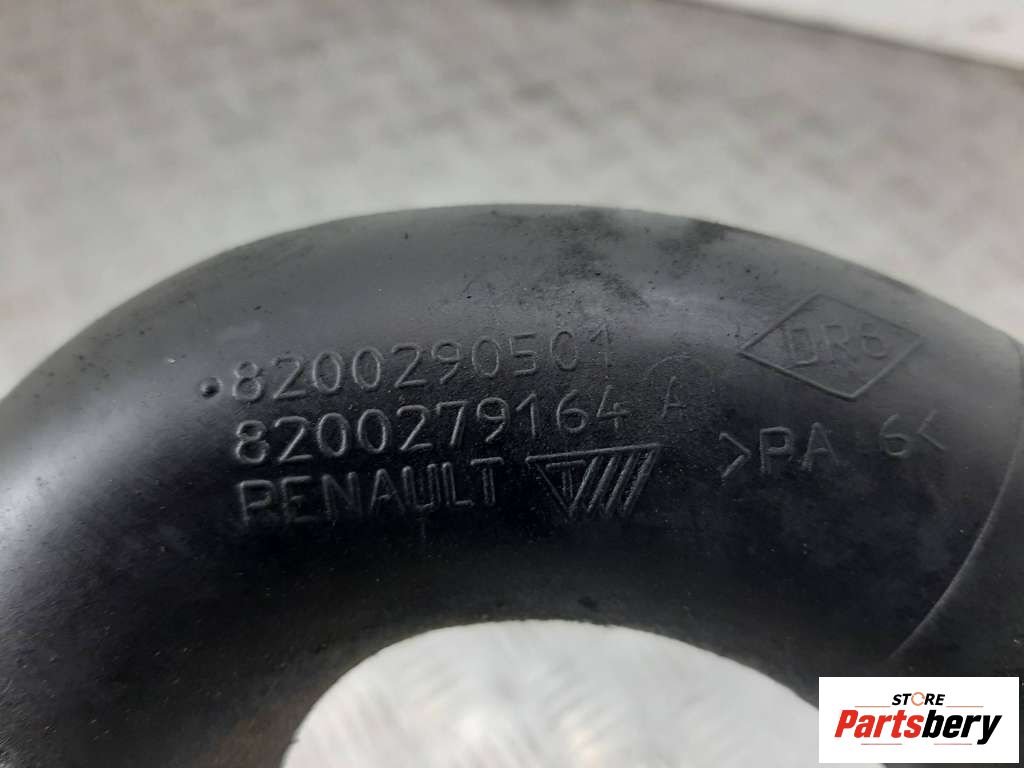 8200290501
8200279164 A
RENAULT
DR6
>PA 6<
STORE
Partsbery